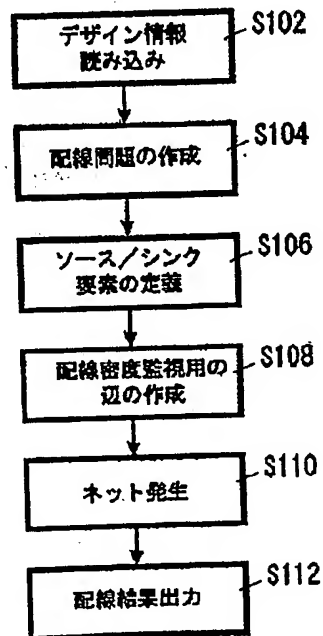 デザイン情報
読み込み
S102
配線問題の作成
S104
ソース/シンク
要素の定義
S106
配線密度監視用の
辺の作成
S108
ネット発生
S110
配線結果出力
S112